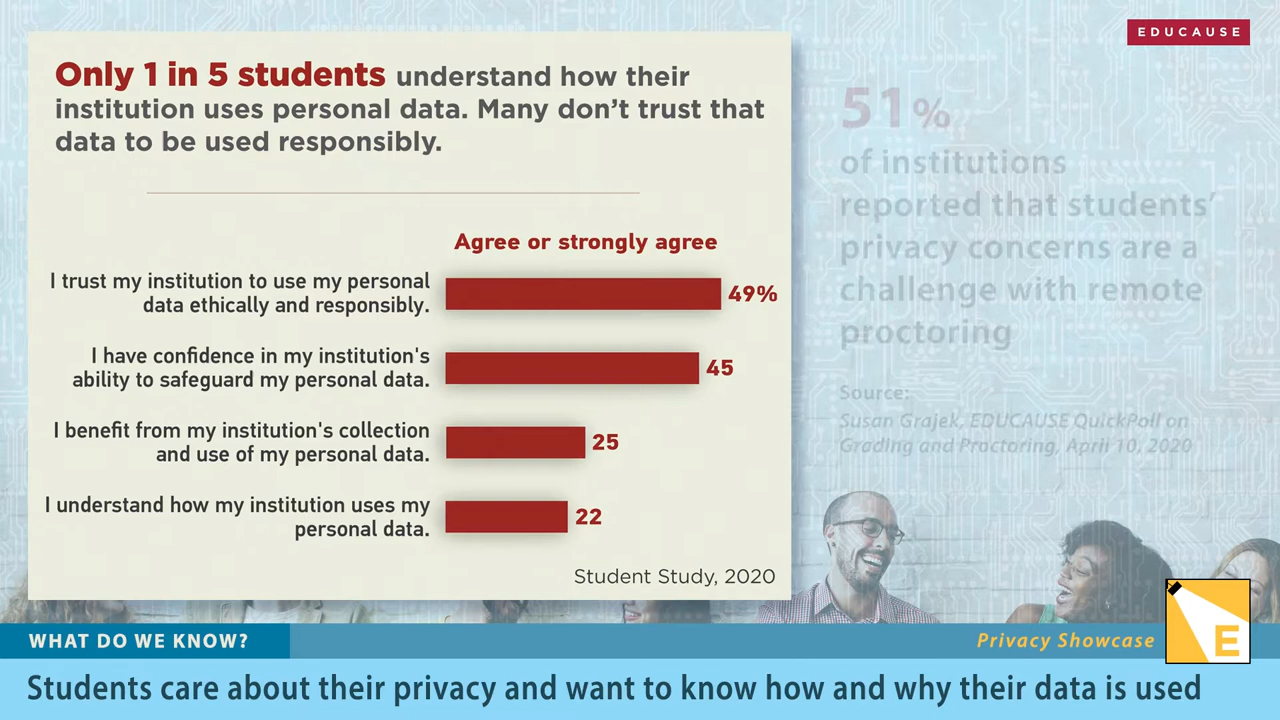 EDUCAUSE
Only 1 in 5 students understand how their
institution uses personal data. Many don’t trust that
data to be used responsibly.
Agree or strongly agree
I trust my institution to use my personal
data ethically and responsibly.
49%
I have confidence in my institution's
ability to safeguard my personal data.
45
I benefit from my institution's collection
and use of my personal data.
25
I understand how my institution uses my
personal data.
22
Student Study, 2020
51%
of institutions
reported that students’
privacy concerns are a
challenge with remote
proctoring
Source:
Susan Grajek, EDUCAUSE QuickPoll on
Grading and Proctoring, April 10, 2020
WHAT DO WE KNOW?
Privacy Showcase
E
Students care about their privacy and want to know how and why their data is used